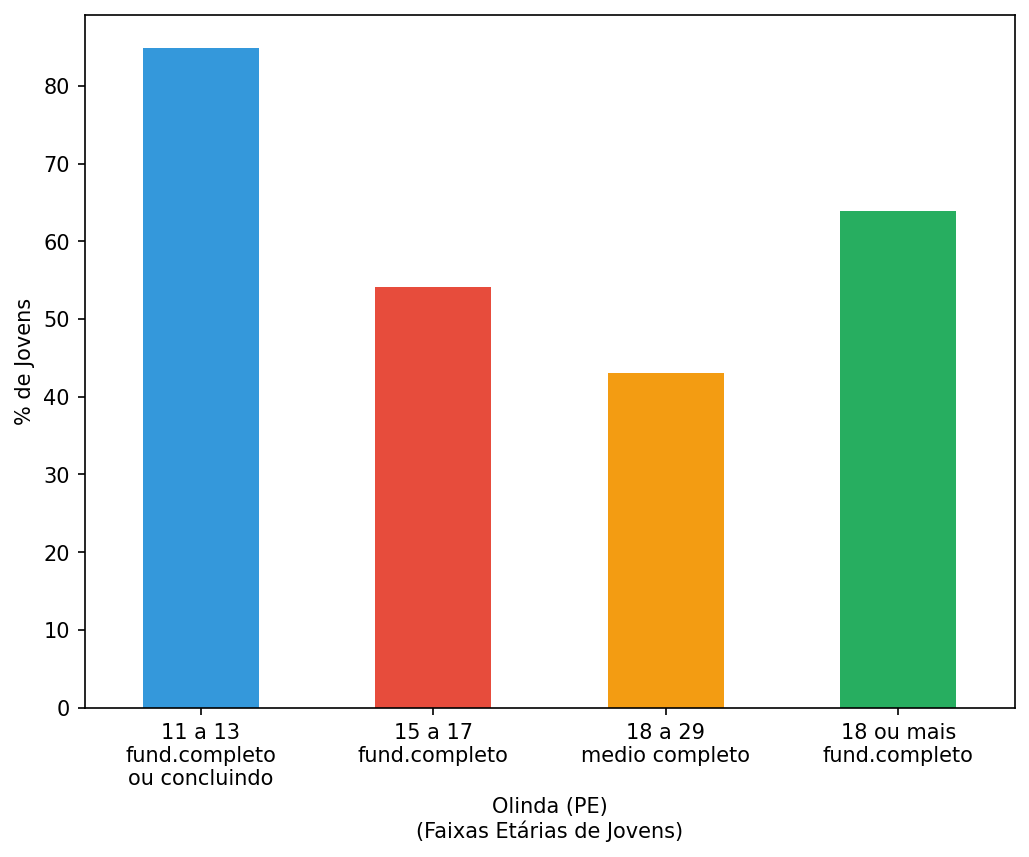 % de Jovens
80
70
60
50
40
30
20
10
0
11 a 13
fund.completo
ou concluindo
15 a 17
fund.completo
18 a 29
medio completo
18 ou mais
fund.completo
Olinda (PE)
(Faixas Etárias de Jovens)